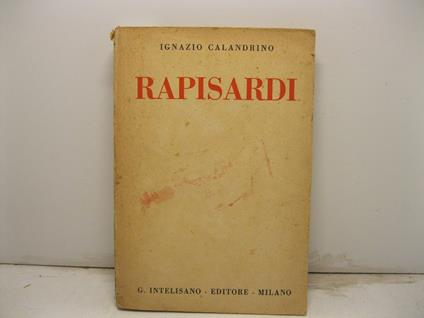 IGNAZIO CALANDRINO
RAPISARDI
G. INTELISANO - EDITORE - MILANO